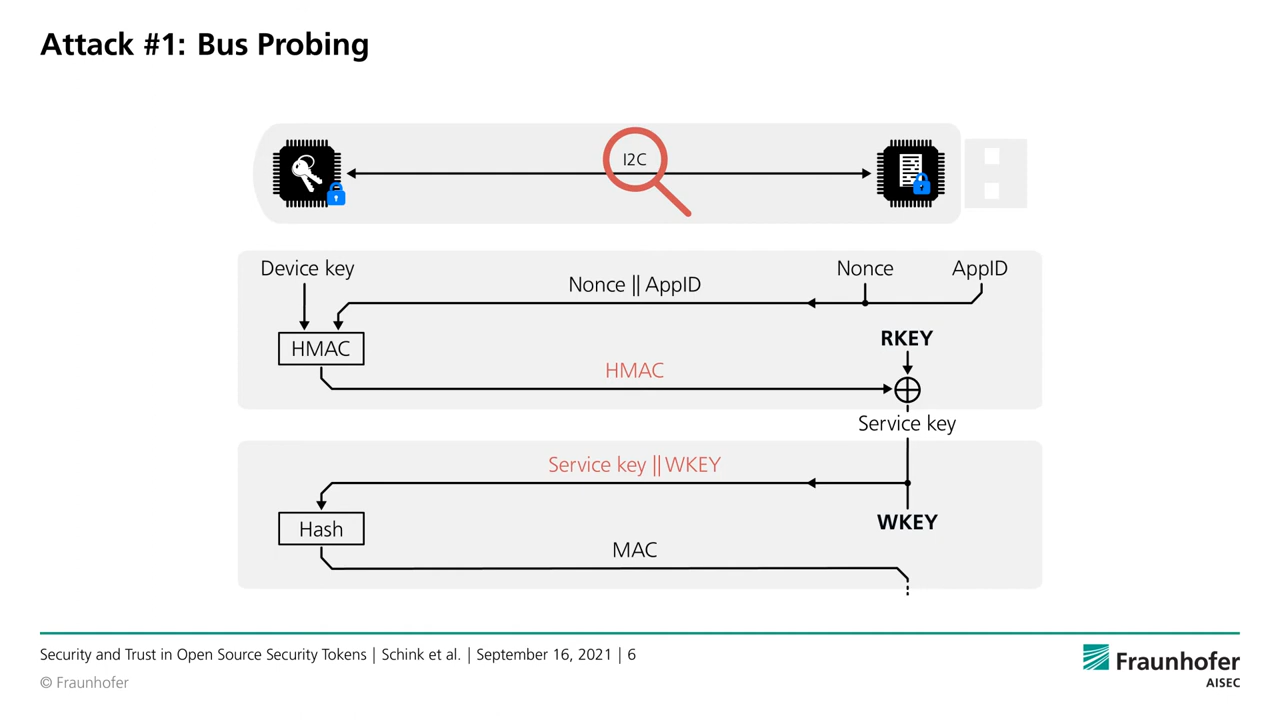 Attack #1: Bus Probing
I2C
Device key
Nonce || AppID
Nonce
AppID
HMAC
RKEY
HMAC
Service key
Service key || WKEY
WKEY
Hash
MAC
Security and Trust in Open Source Security Tokens | Schink et al. | September 16, 2021 | 6
© Fraunhofer
Fraunhofer
AISEC